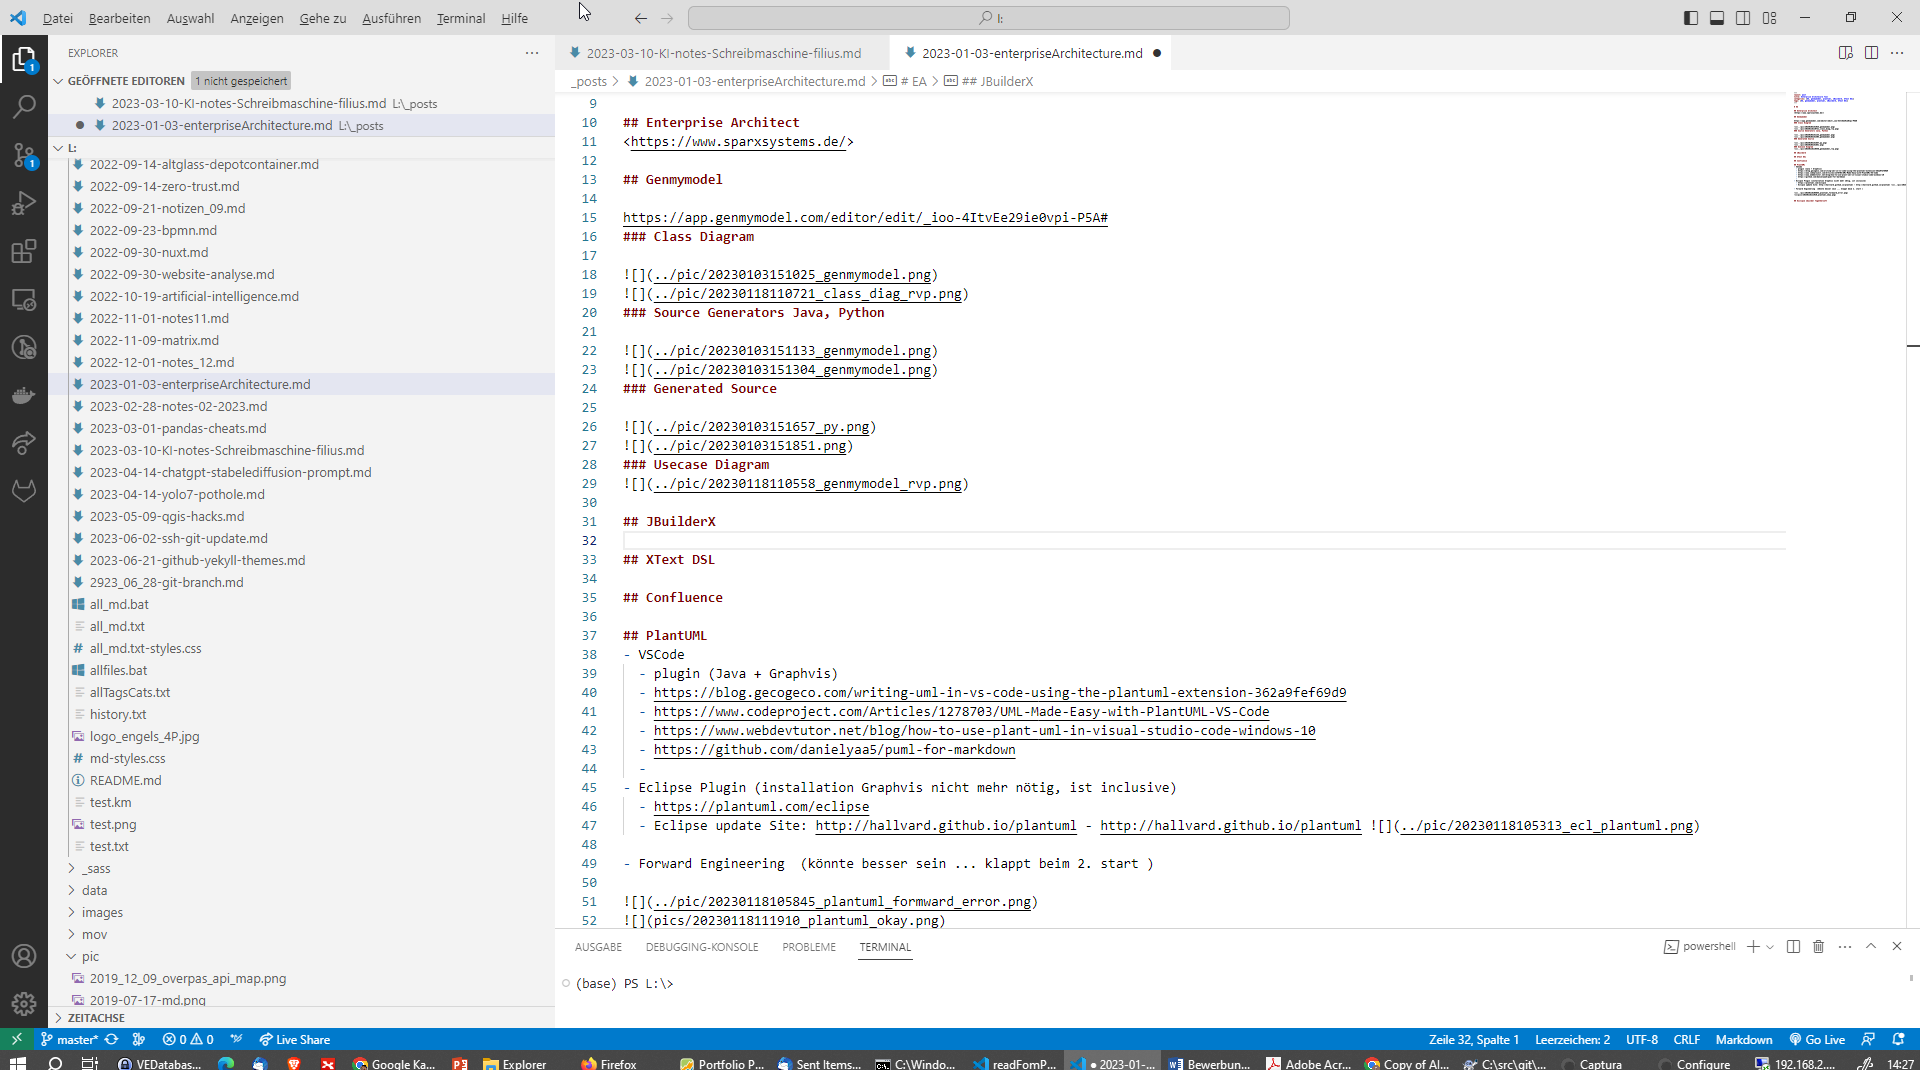 Datei Bearbeiten Auswahl Anzeigen Gehe zu Ausführen Terminal Hilfe
l:
EXPLORER
GEÖFFNETE EDITOREN 1 nicht gespeichert
2023-03-10-KI-notes-Schreibmaschine-filius.md L:\_posts
2023-01-03-enterpriseArchitecture.md L:\_posts
L:
2022-09-14-altglass-depotcontainer.md
2022-09-14-zero-trust.md
2022-09-21-notizen_09.md
2022-09-23-bpmn.md
2022-09-30-nuxt.md
2022-09-30-website-analyse.md
2022-10-19-artificial-intelligence.md
2022-11-01-notes11.md
2022-11-09-matrix.md
2022-12-01-notes_12.md
2023-01-03-enterpriseArchitecture.md
2023-02-28-notes-02-2023.md
2023-03-01-pandas-cheats.md
2023-03-10-KI-notes-Schreibmaschine-filius.md
2023-04-14-chatgpt-stabelediffusion-prompt.md
2023-04-14-yolo7-pothole.md
2023-05-09-qgis-hacks.md
2023-06-02-ssh-git-update.md
2023-06-21-github-yekyll-themes.md
2923_06_28-git-branch.md
all_md.bat
all_md.txt
all_md.txt-styles.css
allfiles.bat
allTagsCats.txt
history.txt
logo_engels_4P.jpg
md-styles.css
README.md
test.km
test.png
test.txt
_sass
data
images
mov
pic
2019_12_09_overpas_api_map.png
2019-07-17-md.png
ZEITACHSE
2023-03-10-KI-notes-Schreibmaschine-filius.md 2023-01-03-enterpriseArchitecture.md
_posts > 2023-01-03-enterpriseArchitecture.md > # EA > ## JBuilderX
9
10 ## Enterprise Architect
11 <https://www.sparxsystems.de/>
12
13 ## Genmymodel
14
15 https://app.genmymodel.com/editor/edit/_ioo-4ItvEe29ie0vpi-P5A#
16 ### Class Diagram
17
18 ![](../pic/20230103151025_genmymodel.png)
19 ![](../pic/20230118110721_class_diag_rvp.png)
20 ### Source Generators Java, Python
21
22 ![](../pic/20230103151133_genmymodel.png)
23 ![](../pic/20230103151304_genmymodel.png)
24 ### Generated Source
25
26 ![](../pic/20230103151657_py.png)
27 ![](../pic/20230103151851.png)
28 ### Usecase Diagram
29 ![](../pic/20230118110558_genmymodel_rvp.png)
30
31 ## JBuilderX
32
33 ## XText DSL
34
35 ## Confluence
36
37 ## PlantUML
38 - VSCode
39 - plugin (Java + Graphvis)
40 - https://blog.gecogeco.com/writing-uml-in-vs-code-using-the-plantuml-extension-362a9fef69d9
41 - https://www.codeproject.com/Articles/1278703/UML-Made-Easy-with-PlantUML-VS-Code
42 - https://www.webdevtutor.net/blog/how-to-use-plant-uml-in-visual-studio-code-windows-10
43 - https://github.com/danielyaa5/puml-for-markdown
44 -
45 - Eclipse Plugin (installation Graphvis nicht mehr nötig, ist inclusive)
46 - https://plantuml.com/eclipse
47 - Eclipse update Site: http://hallvard.github.io/plantuml - http://hallvard.github.io/plantuml ![](../pic/20230118105313_ecl_plantuml.png)
48
49 - Forward Engineering (könnte besser sein ... klappt beim 2. start )
50
51 ![](../pic/20230118105845_plantuml_formward_error.png)
52 ![](pics/20230118111910_plantuml_okay.png)
AUSGABE DEBUGGING-KONSOLE PROBLEME TERMINAL powershell
(base) PS L:\>
master* 0 0 Live Share Zeile 32, Spalte 1 Leerzeichen: 2 UTF-8 CRLF Markdown Go Live
VEDatabas... Google Ka... Explorer Firefox Portfolio P... Sent Items... C:\Windo... readFomP... 2023-01-... Bewerbun... Adobe Acr... Copy of Al... C:\src\git\... Captura Configure 192.168.2.... 14:27